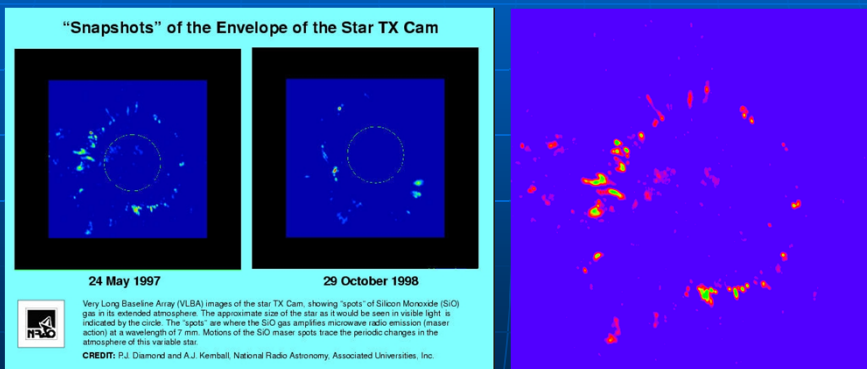 “Snapshots” of the Envelope of the Star TX Cam
24 May 1997
29 October 1998
Very Long Baseline Array (VLBA) images of the star TX Cam, showing "spots" of Silicon Monoxide (SiO)
gas in its extended atmosphere. The approximate size of the star as it would be seen in visible light is
indicated by the circle. The "spots" are where the SiO gas amplifies microwave radio emission (maser
action) at a wavelength of 7 mm. Motions of the SiO maser spots trace the periodic changes in the
atmosphere of this variable star.
CREDIT: P.J. Diamond and A.J. Kemball, National Radio Astronomy, Associated Universities, Inc.
NRAO